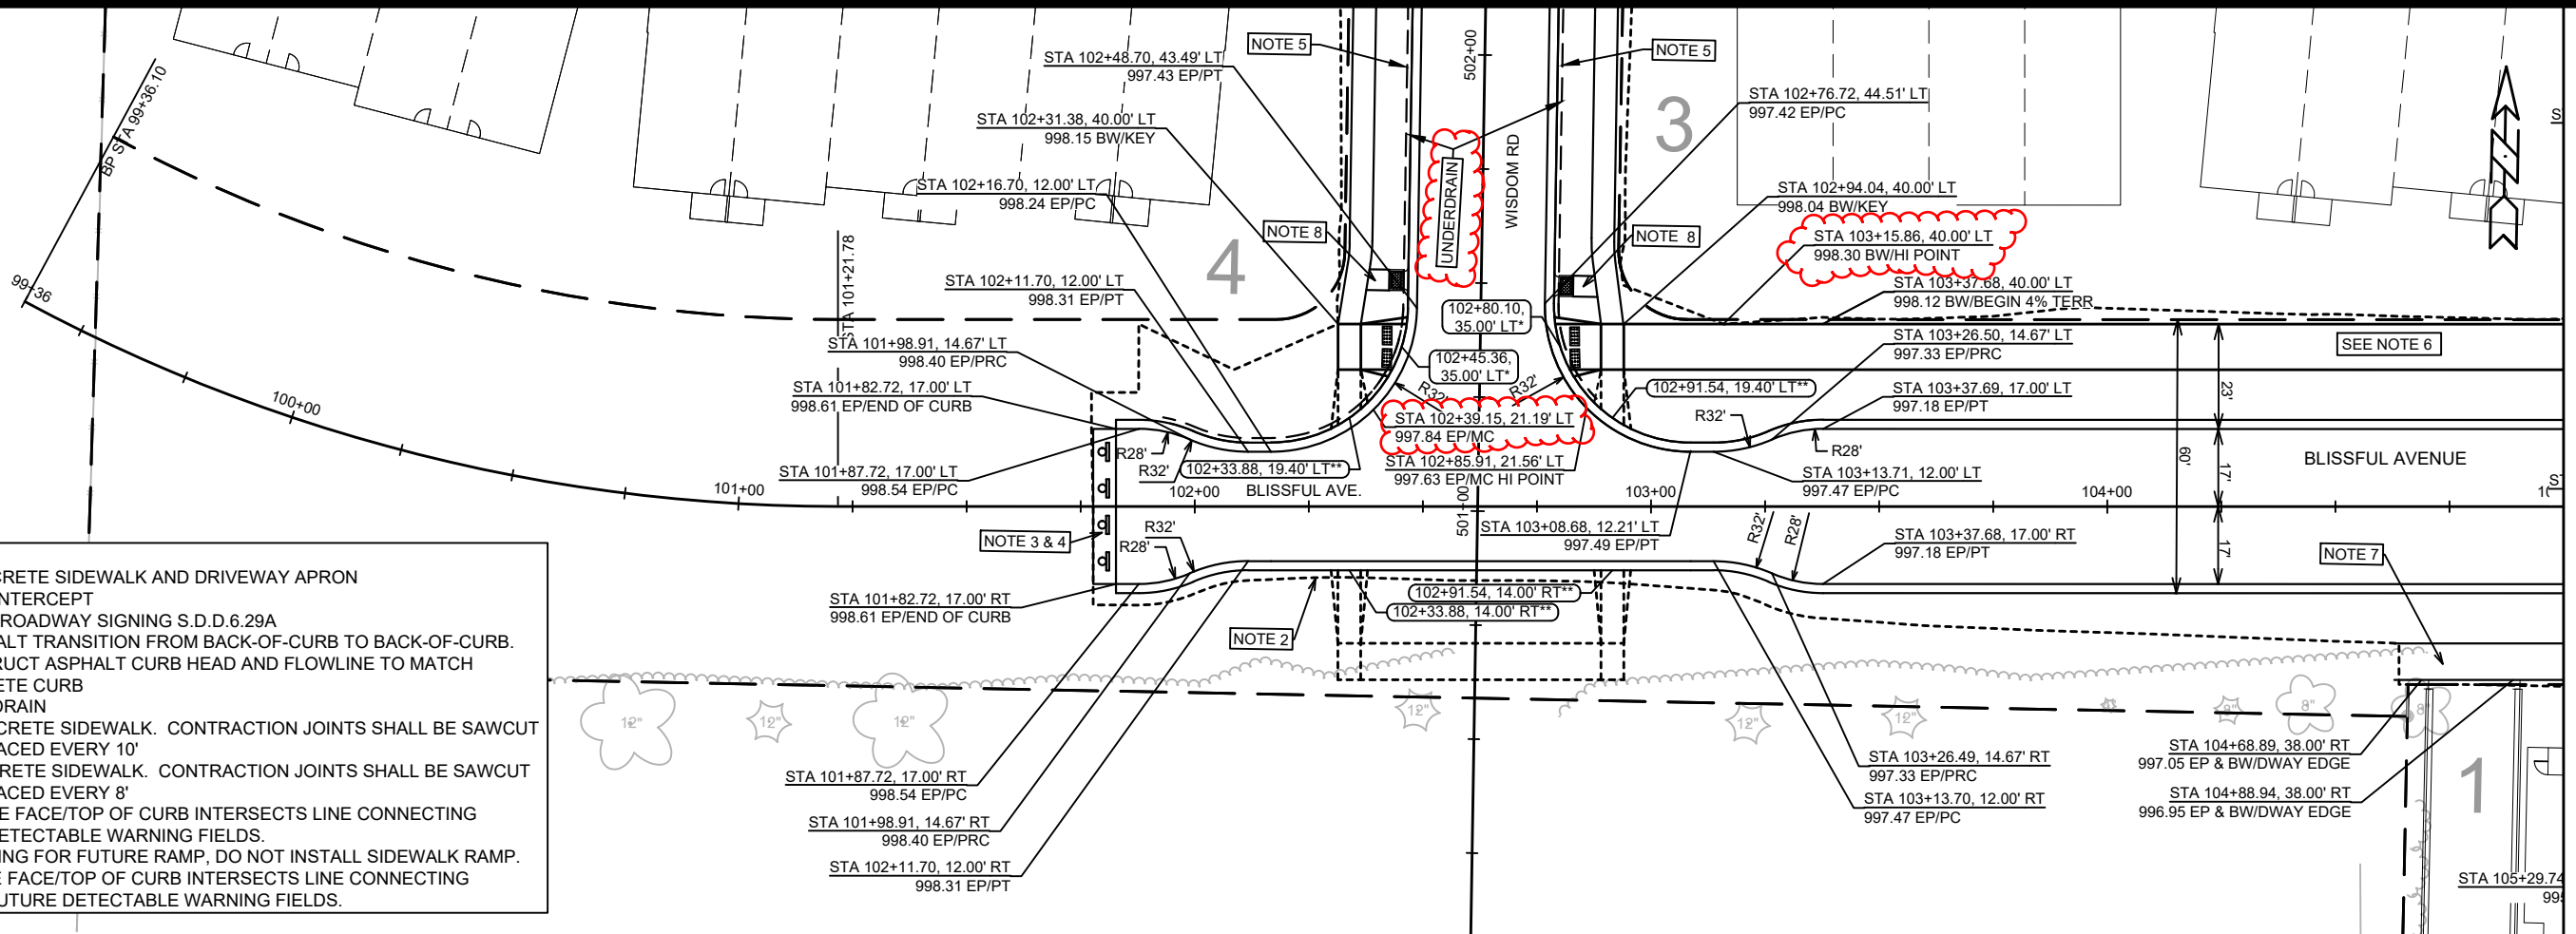 BP STA 99+36.10
99+36
100+00
101+00
102+00
103+00
104+00
502+00
501+00
STA 101+21.78
WISDOM RD
UNDERDRAIN
BLISSFUL AVE.
BLISSFUL AVENUE
NOTE 5
NOTE 5
NOTE 8
NOTE 8
NOTE 3 & 4
NOTE 2
SEE NOTE 6
NOTE 7
4
3
1
STA 102+48.70, 43.49' LT
997.43 EP/PT
STA 102+31.38, 40.00' LT
998.15 BW/KEY
STA 102+16.70, 12.00' LT
998.24 EP/PC
STA 102+11.70, 12.00' LT
998.31 EP/PT
STA 101+98.91, 14.67' LT
998.40 EP/PRC
STA 101+82.72, 17.00' LT
998.61 EP/END OF CURB
STA 101+87.72, 17.00' LT
998.54 EP/PC
STA 102+76.72, 44.51' LT
997.42 EP/PC
STA 102+94.04, 40.00' LT
998.04 BW/KEY
STA 103+15.86, 40.00' LT
998.30 BW/HI POINT
STA 103+37.68, 40.00' LT
998.12 BW/BEGIN 4% TERR
STA 103+26.50, 14.67' LT
997.33 EP/PRC
STA 103+37.69, 17.00' LT
997.18 EP/PT
102+80.10,
35.00' LT*
102+45.36,
35.00' LT*
102+91.54, 19.40' LT**
R32'
R32'
STA 102+39.15, 21.19' LT
997.84 EP/MC
STA 102+85.91, 21.56' LT
997.63 EP/MC HI POINT
R32'
R28'
STA 103+13.71, 12.00' LT
997.47 EP/PC
R28'
R32'
102+33.88, 19.40' LT**
STA 103+08.68, 12.21' LT
997.49 EP/PT
R32'
R28'
R32'
R28'
STA 103+37.68, 17.00' RT
997.18 EP/PT
23'
60'
17'
17'
STA 101+82.72, 17.00' RT
998.61 EP/END OF CURB
102+91.54, 14.00' RT**
102+33.88, 14.00' RT**
STA 101+87.72, 17.00' RT
998.54 EP/PC
STA 101+98.91, 14.67' RT
998.40 EP/PRC
STA 102+11.70, 12.00' RT
998.31 EP/PT
STA 103+26.49, 14.67' RT
997.33 EP/PRC
STA 103+13.70, 12.00' RT
997.47 EP/PC
STA 104+68.89, 38.00' RT
997.05 EP & BW/DWAY EDGE
STA 104+88.94, 38.00' RT
996.95 EP & BW/DWAY EDGE
STA 105+29.74
12"
12"
12"
12"
12"
12"
8"
8"
8"
CRETE SIDEWALK AND DRIVEWAY APRON
NTERCEPT
ROADWAY SIGNING S.D.D.6.29A
ALT TRANSITION FROM BACK-OF-CURB TO BACK-OF-CURB.
RUCT ASPHALT CURB HEAD AND FLOWLINE TO MATCH
ETE CURB
DRAIN
CRETE SIDEWALK. CONTRACTION JOINTS SHALL BE SAWCUT
ACED EVERY 10'
CRETE SIDEWALK. CONTRACTION JOINTS SHALL BE SAWCUT
ACED EVERY 8'
E FACE/TOP OF CURB INTERSECTS LINE CONNECTING
DETECTABLE WARNING FIELDS.
ING FOR FUTURE RAMP, DO NOT INSTALL SIDEWALK RAMP.
E FACE/TOP OF CURB INTERSECTS LINE CONNECTING
UTURE DETECTABLE WARNING FIELDS.